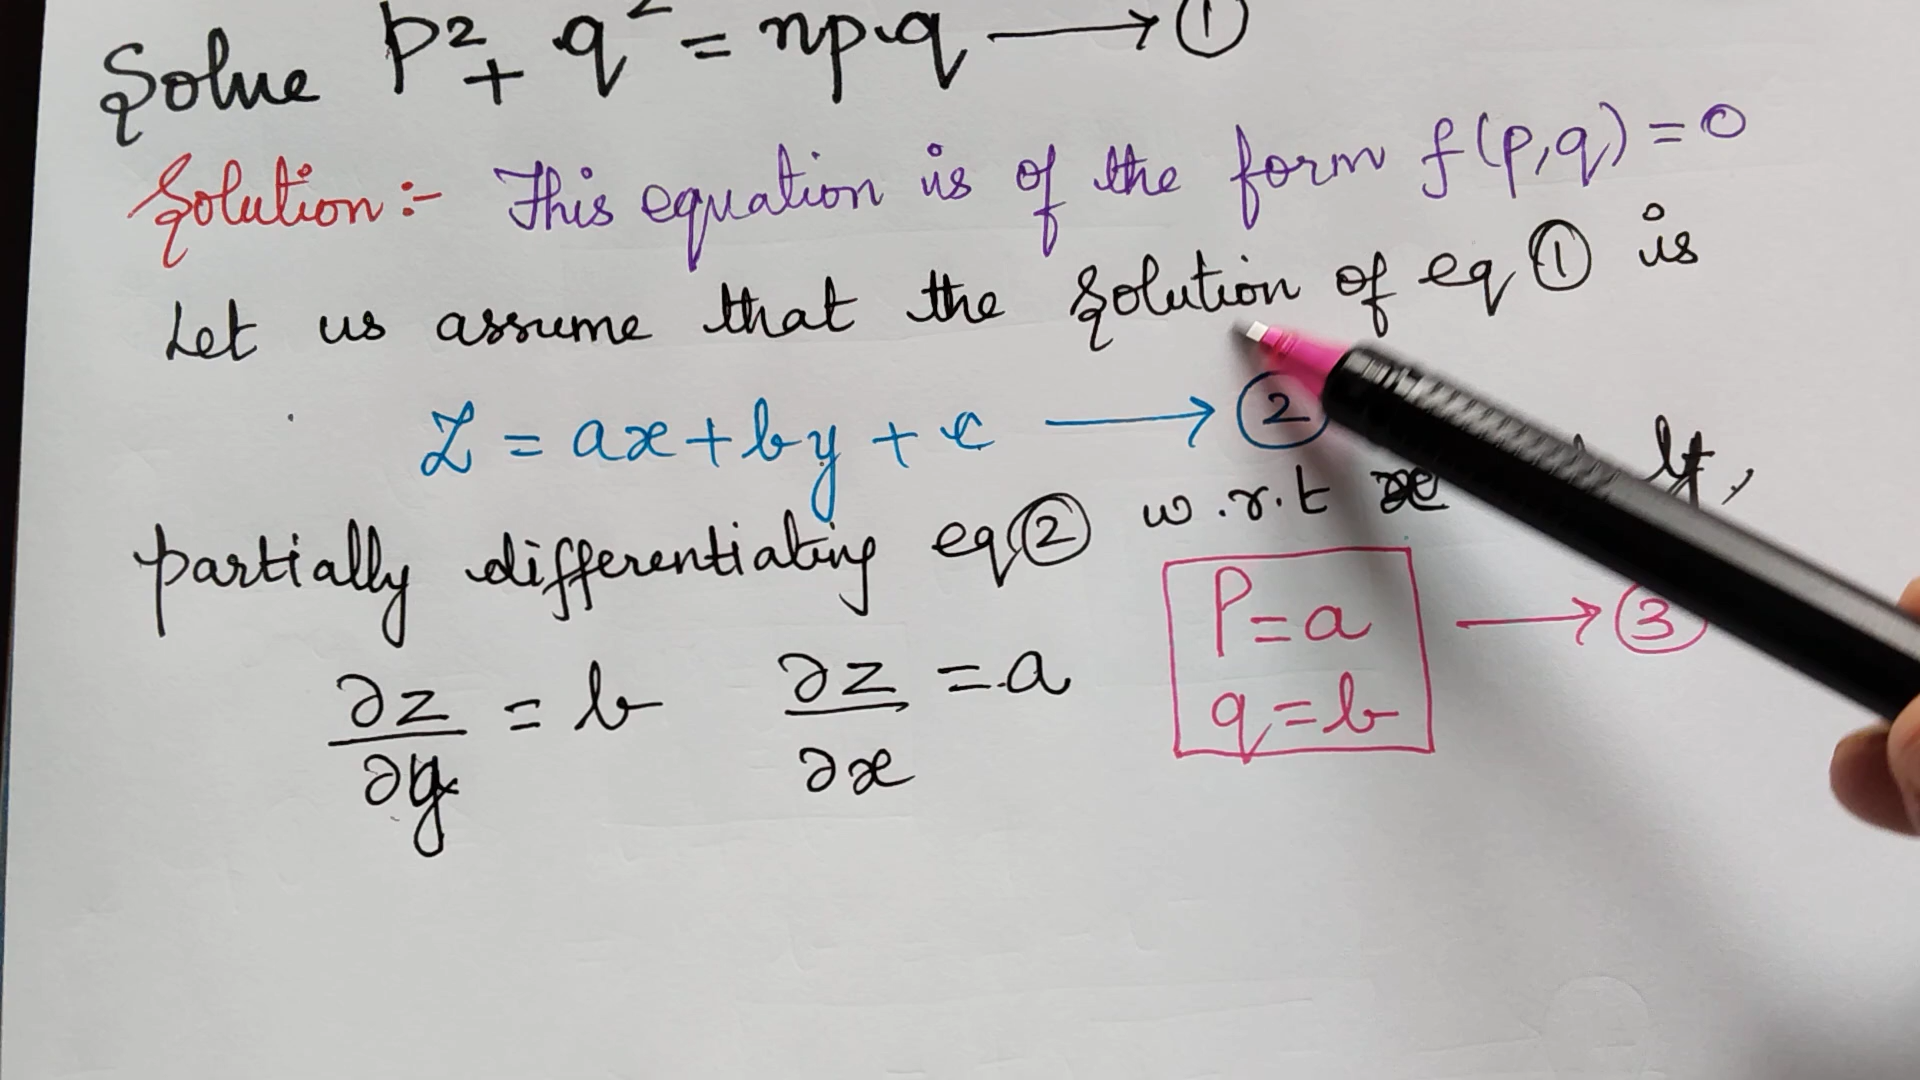 Solve p² + q² = np.q → ①
Solution :- This equation is of the form f(p,q) = 0
Let us assume that the solution of eq ① is
Z = ax + by + c → ②
partially differentiating eq ② w.r.t x y,
∂z/∂y = b ∂z/∂x = a
P = a → ③
q = b